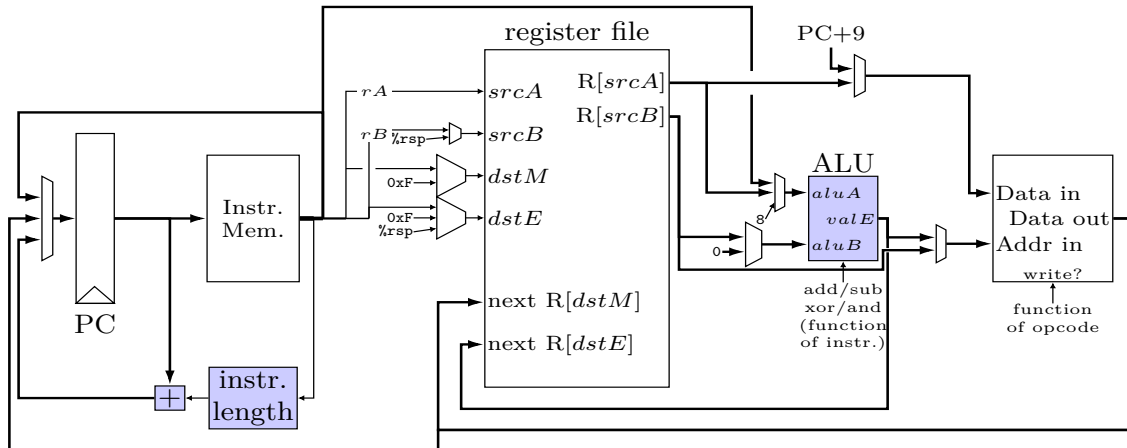 register file
PC+9
rA
srcA
R[srcA]
rB
%rsp
srcB
R[srcB]
0xF
dstM
0xF
%rsp
dstE
Instr.
Mem.
PC
instr.
length
+
next R[dstM]
next R[dstE]
ALU
aluA
valE
aluB
8
0
add/sub
xor/and
(function
of instr.)
Data in
Data out
Addr in
write?
function
of opcode